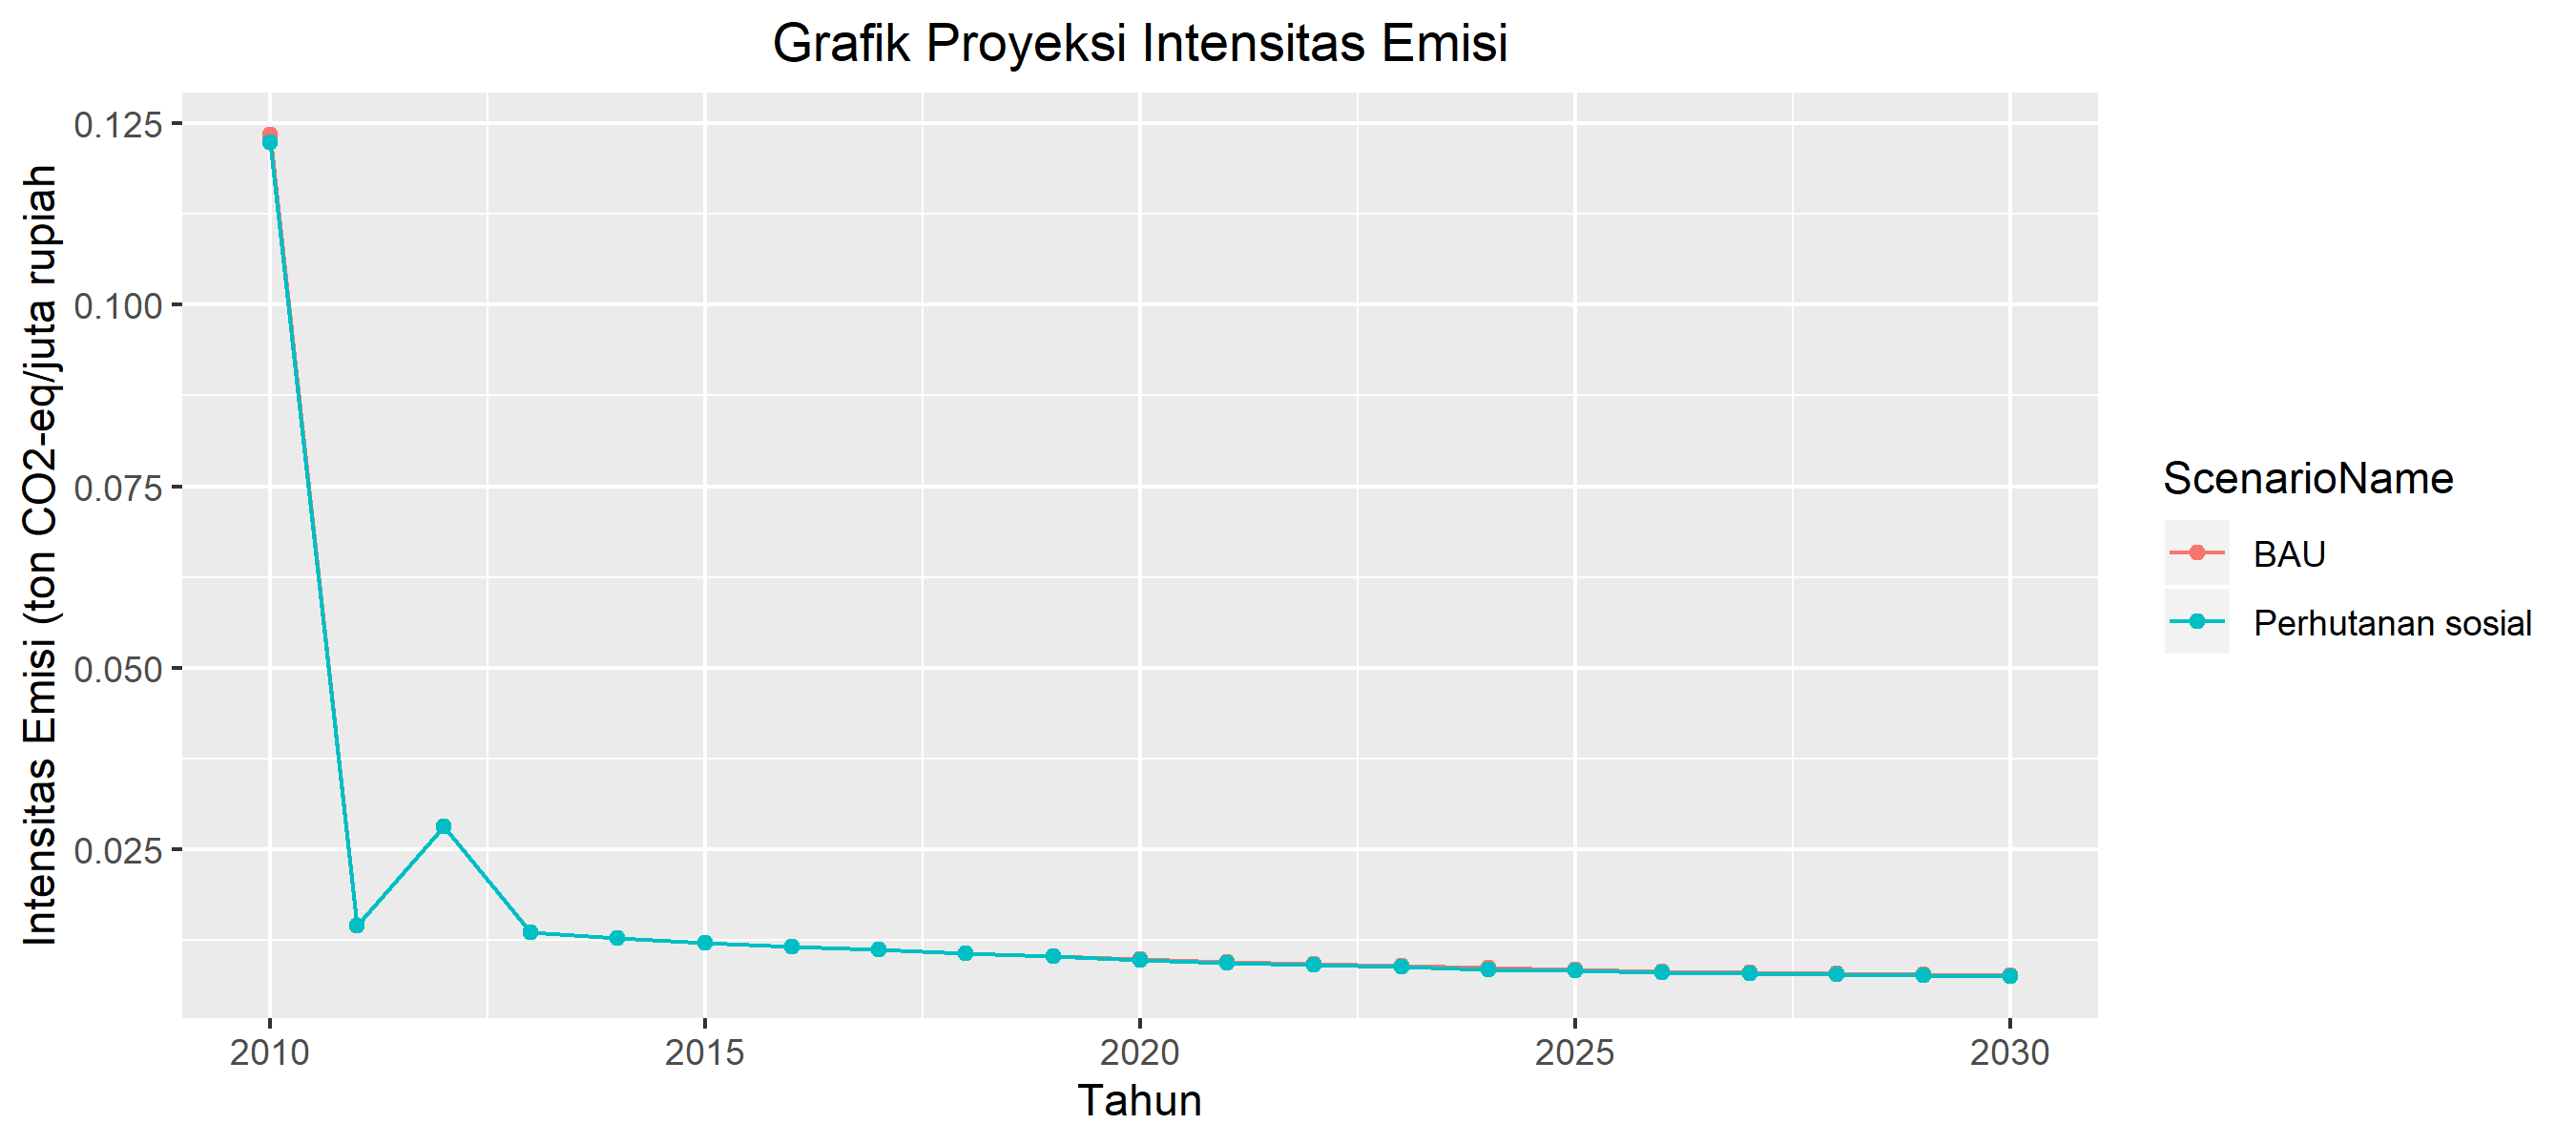 Grafik Proyeksi Intensitas Emisi
Intensitas Emisi (ton CO2-eq/juta rupiah
0.125
0.100
0.075
0.050
0.025
2010
2015
2020
2025
2030
Tahun
ScenarioName
BAU
Perhutanan sosial